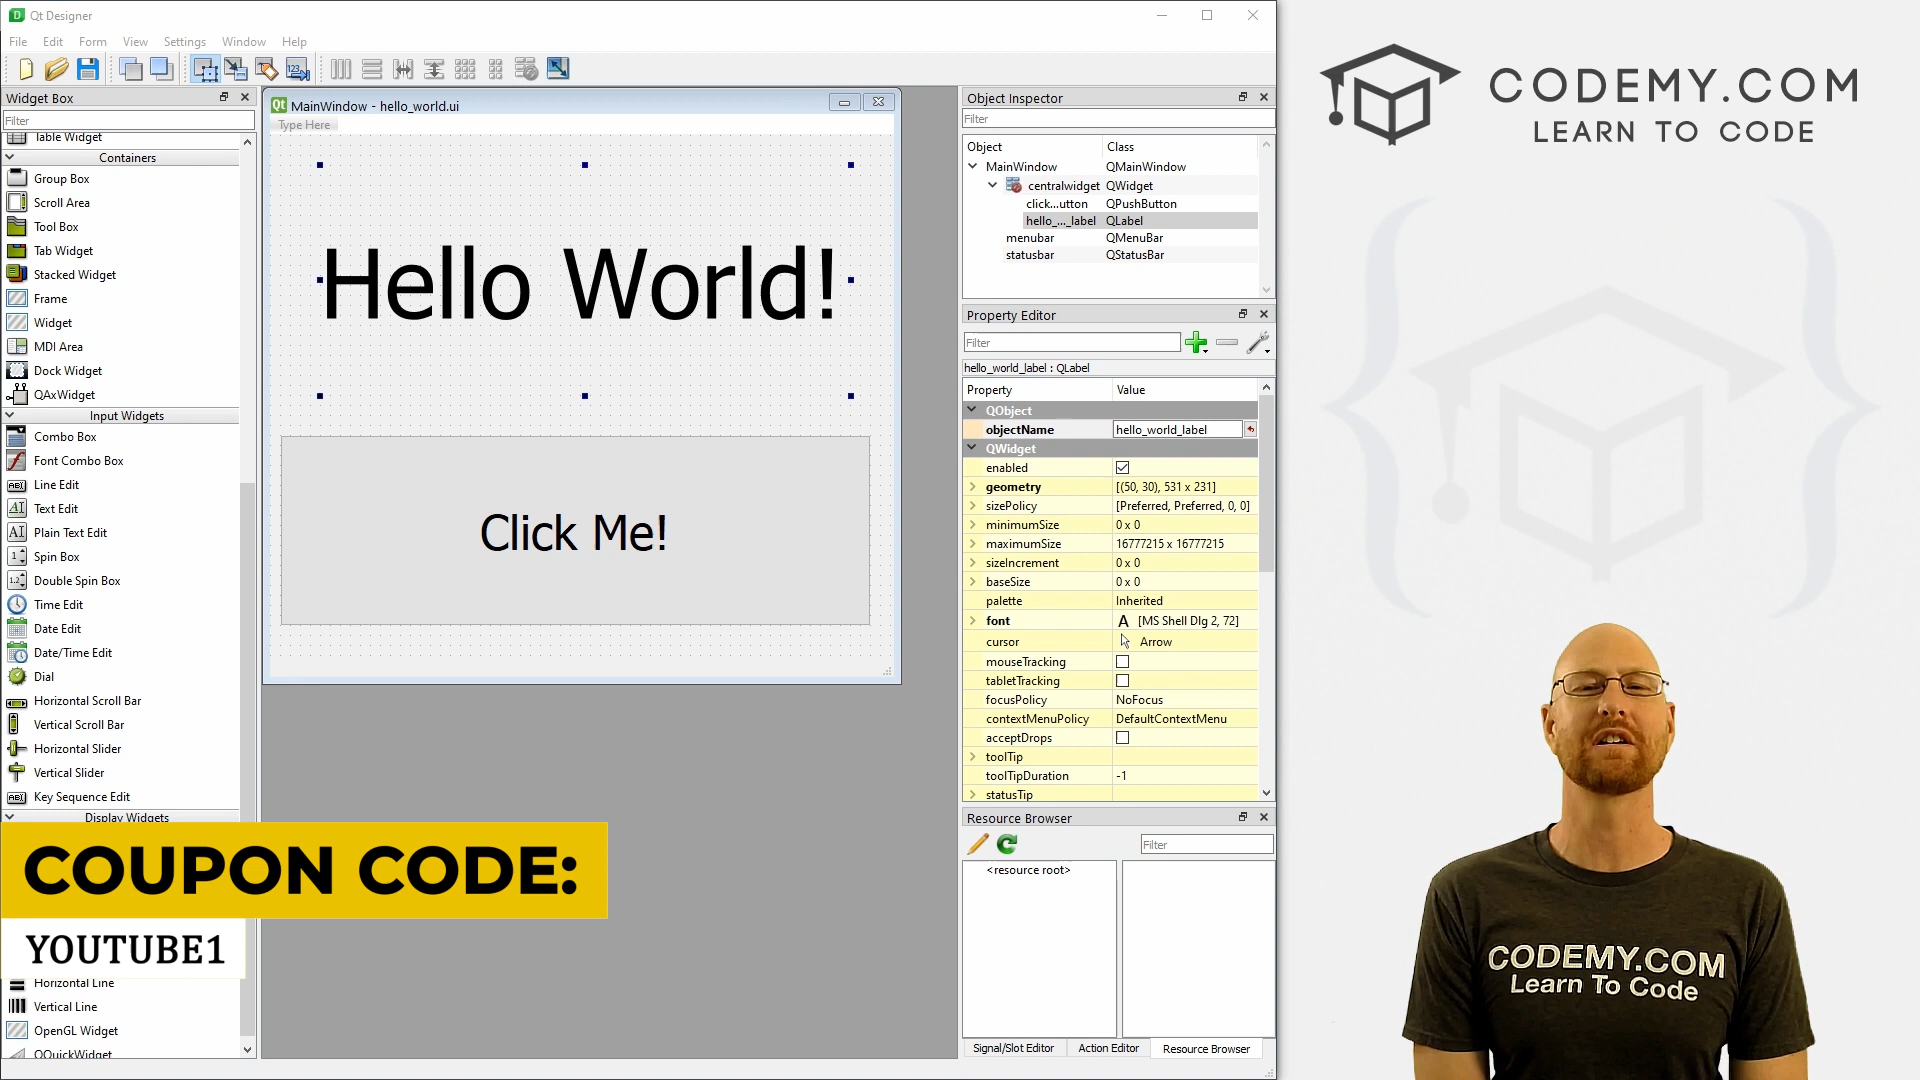 Qt Designer
File Edit Form View Settings Window Help
Widget Box
Filter
Table Widget
Containers
Group Box
Scroll Area
Tool Box
Tab Widget
Stacked Widget
Frame
Widget
MDI Area
Dock Widget
QAxWidget
Input Widgets
Combo Box
Font Combo Box
Line Edit
Text Edit
Plain Text Edit
Spin Box
Double Spin Box
Time Edit
Date Edit
Date/Time Edit
Dial
Horizontal Scroll Bar
Vertical Scroll Bar
Horizontal Slider
Vertical Slider
Key Sequence Edit
Display Widgets
COUPON CODE:
YOUTUBE1
Horizontal Line
Vertical Line
OpenGL Widget
QQuickWidget
MainWindow - hello_world.ui
Type Here
Hello World!
Click Me!
Object Inspector
Filter
Object Class
MainWindow QMainWindow
centralwidget QWidget
click...utton QPushButton
hello_..._label QLabel
menubar QMenuBar
statusbar QStatusBar
Property Editor
Filter
hello_world_label : QLabel
Property Value
QObject
objectName hello_world_label
QWidget
enabled
geometry [(50, 30), 531 x 231]
sizePolicy [Preferred, Preferred, 0, 0]
minimumSize 0 x 0
maximumSize 16777215 x 16777215
sizeIncrement 0 x 0
baseSize 0 x 0
palette Inherited
font A [MS Shell Dlg 2, 72]
cursor Arrow
mouseTracking
tabletTracking
focusPolicy NoFocus
contextMenuPolicy DefaultContextMenu
acceptDrops
toolTip
toolTipDuration -1
statusTip
Resource Browser
Filter
<resource root>
Signal/Slot Editor Action Editor Resource Browser
CODEMY.COM
LEARN TO CODE
CODEMY.COM
Learn To Code